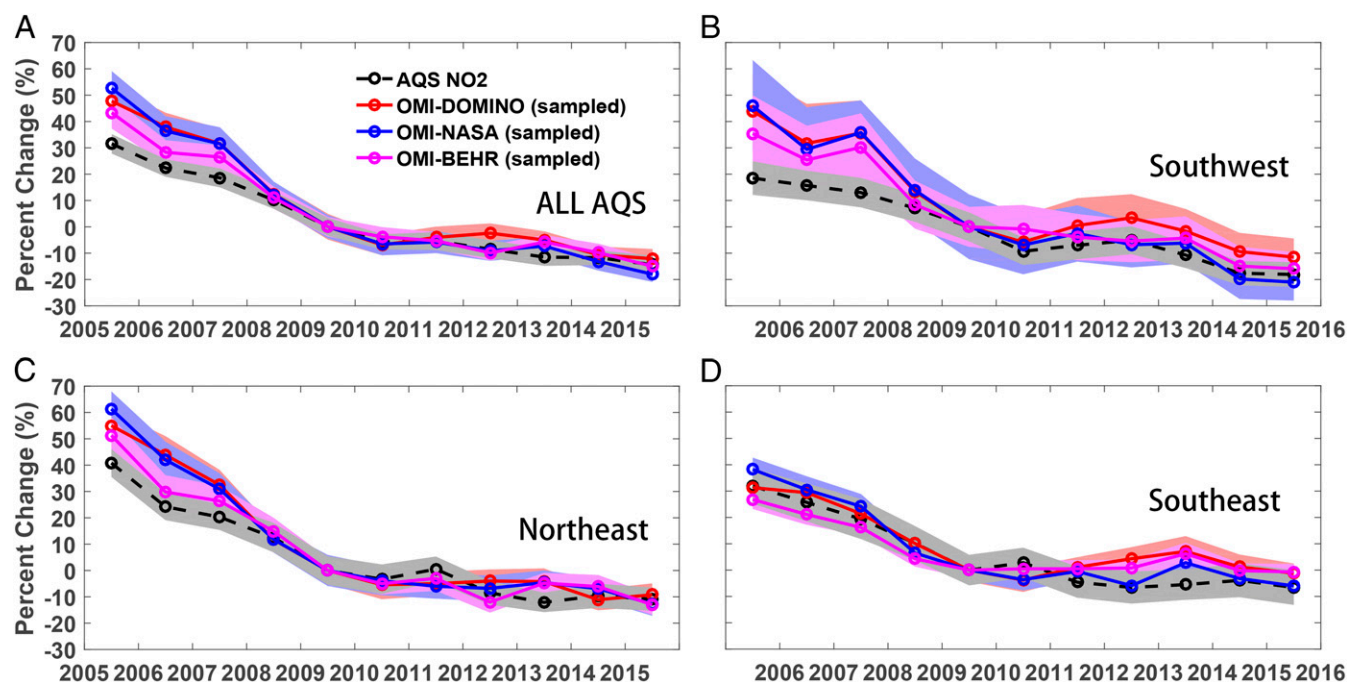 A
B
Percent Change (%)
70
60
50
40
30
20
10
0
-10
-20
-30
AQS NO2
OMI-DOMINO (sampled)
OMI-NASA (sampled)
OMI-BEHR (sampled)
ALL AQS
Southwest
2005 2006 2007 2008 2009 2010 2011 2012 2013 2014 2015
2006 2007 2008 2009 2010 2011 2012 2013 2014 2015 2016
C
D
Percent Change (%)
70
60
50
40
30
20
10
0
-10
-20
-30
Northeast
Southeast
2005 2006 2007 2008 2009 2010 2011 2012 2013 2014 2015
2006 2007 2008 2009 2010 2011 2012 2013 2014 2015 2016